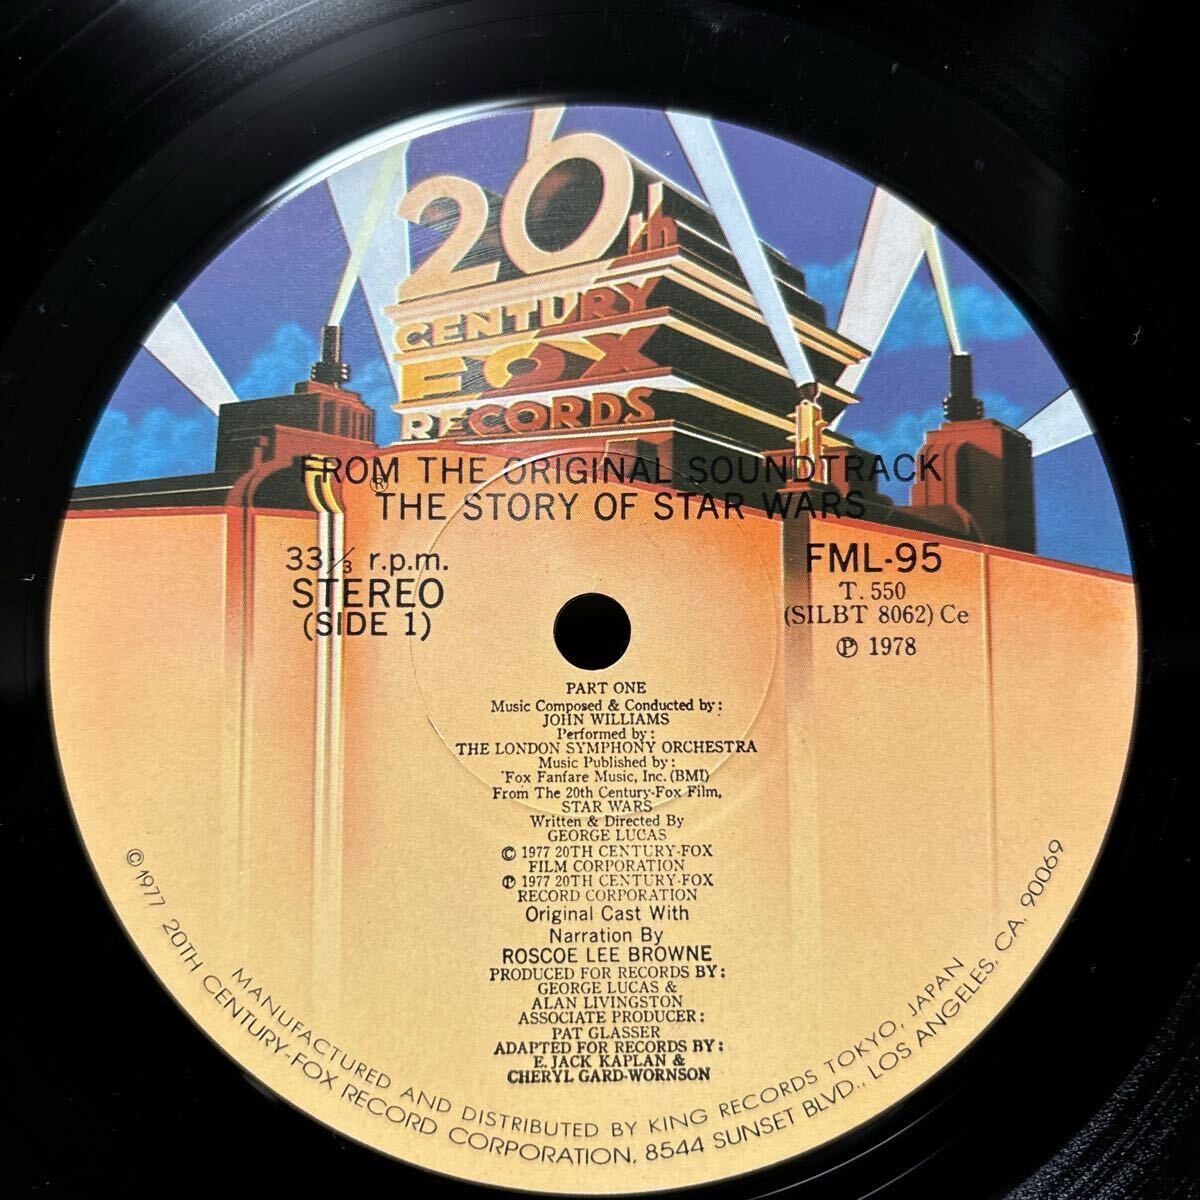 20th
CENTURY
FOX
RECORDS
FROM THE ORIGINAL SOUNDTRACK
®
THE STORY OF STAR WARS
33⅓ r.p.m.
STEREO
(SIDE 1)
FML-95
T. 550
(SILBT 8062) Ce
℗ 1978
PART ONE
Music Composed & Conducted by:
JOHN WILLIAMS
Performed by:
THE LONDON SYMPHONY ORCHESTRA
Music Published by:
Fox Fanfare Music, Inc. (BMI)
From The 20th Century-Fox Film,
STAR WARS
Written & Directed By
GEORGE LUCAS
© 1977 20TH CENTURY-FOX
FILM CORPORATION
℗ 1977 20TH CENTURY-FOX
RECORD CORPORATION
Original Cast With
Narration By
ROSCOE LEE BROWNE
PRODUCED FOR RECORDS BY:
GEORGE LUCAS &
ALAN LIVINGSTON
ASSOCIATE PRODUCER:
PAT GLASSER
ADAPTED FOR RECORDS BY:
E. JACK KAPLAN &
CHERYL GARD-WORNSON
MANUFACTURED AND DISTRIBUTED BY KING RECORDS TOKYO, JAPAN
© 1977 20TH CENTURY-FOX RECORD CORPORATION, 8544 SUNSET BLVD., LOS ANGELES, CA. 90069